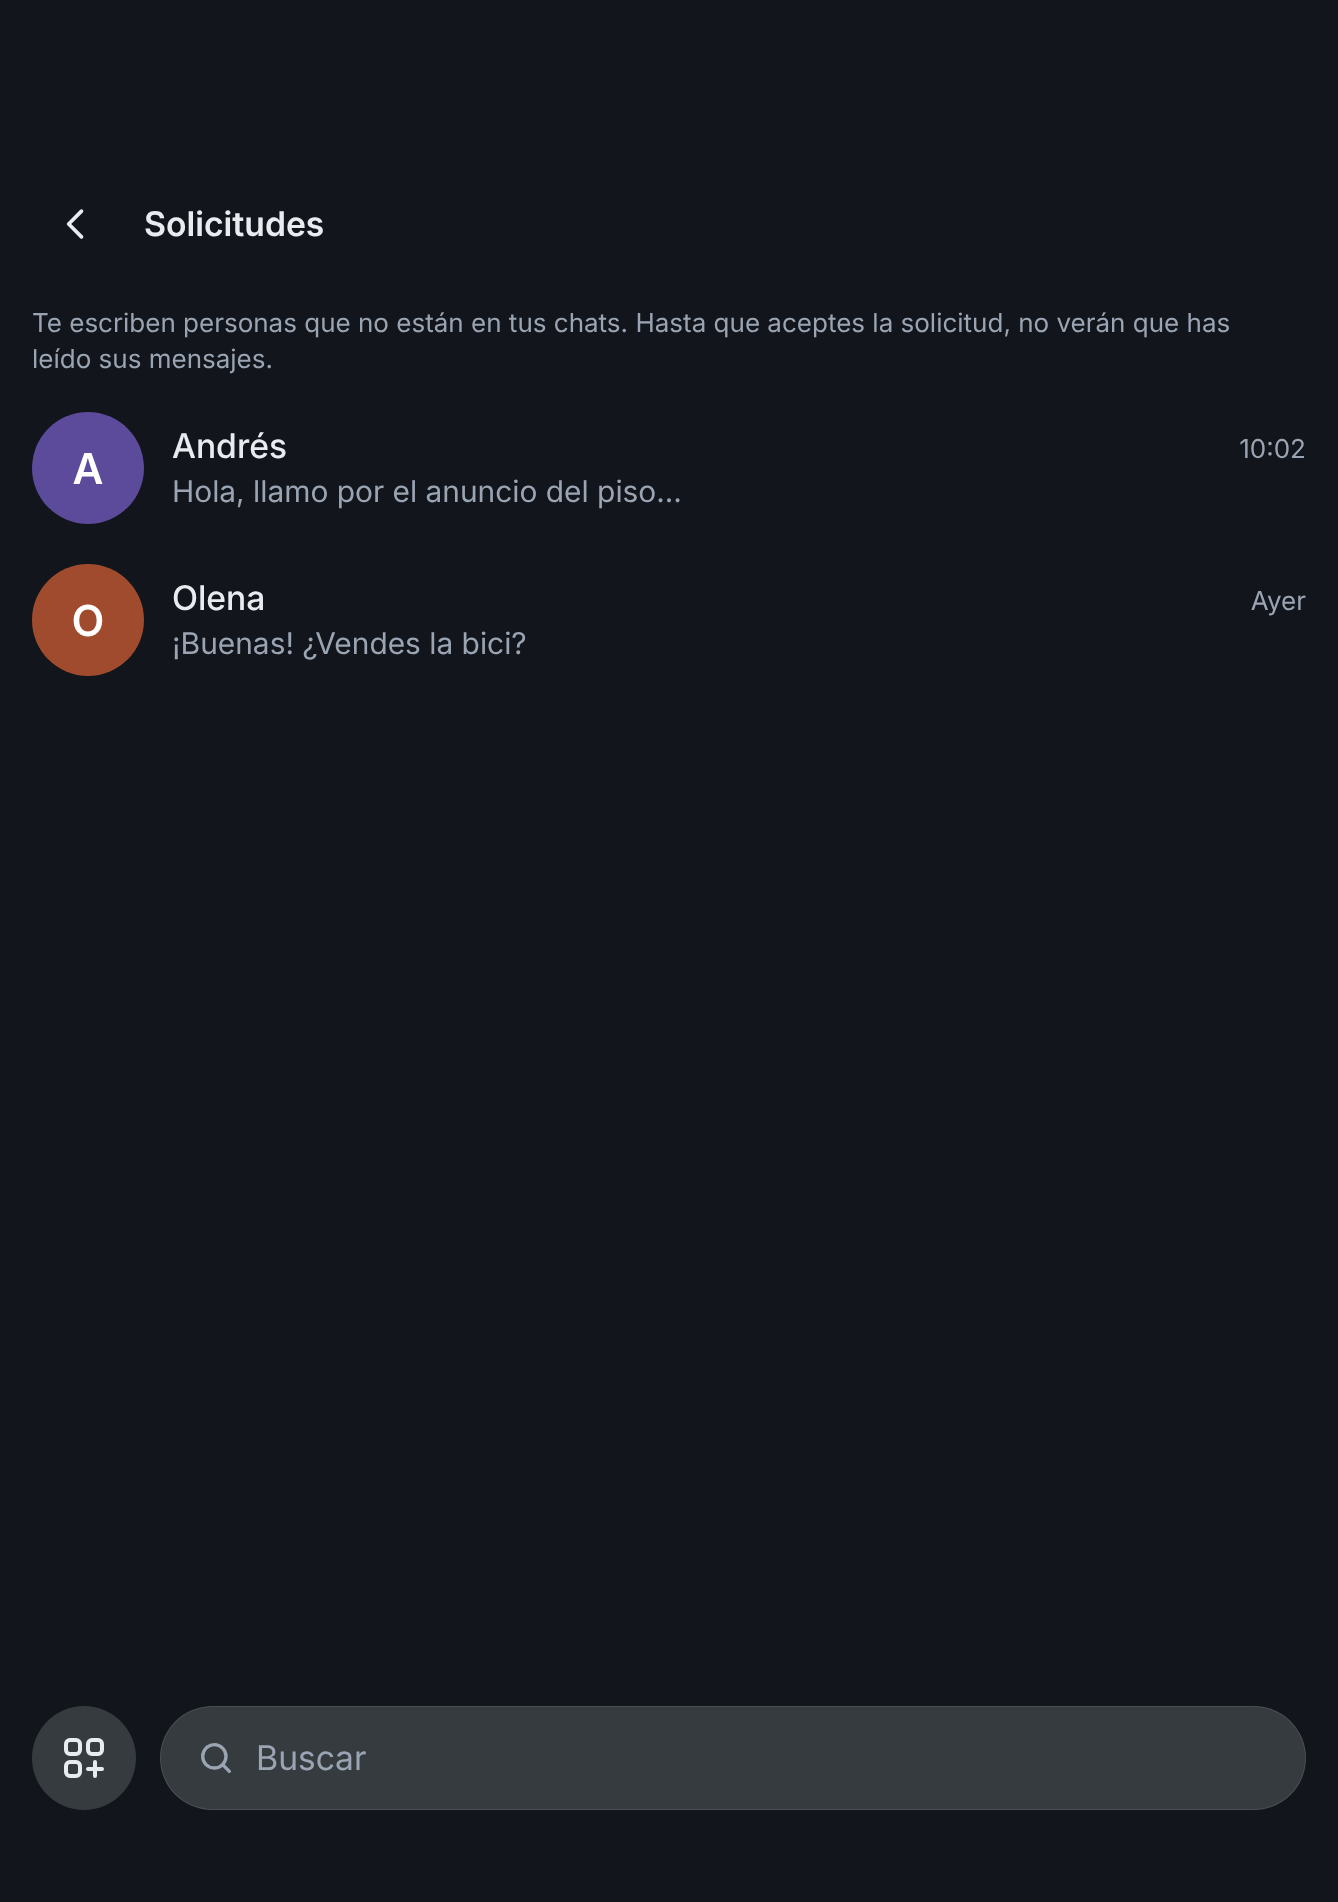 Solicitudes
Te escriben personas que no están en tus chats. Hasta que aceptes la solicitud, no verán que has
leído sus mensajes.
A
Andrés
10:02
Hola, llamo por el anuncio del piso...
O
Olena
Ayer
¡Buenas! ¿Vendes la bici?
Buscar